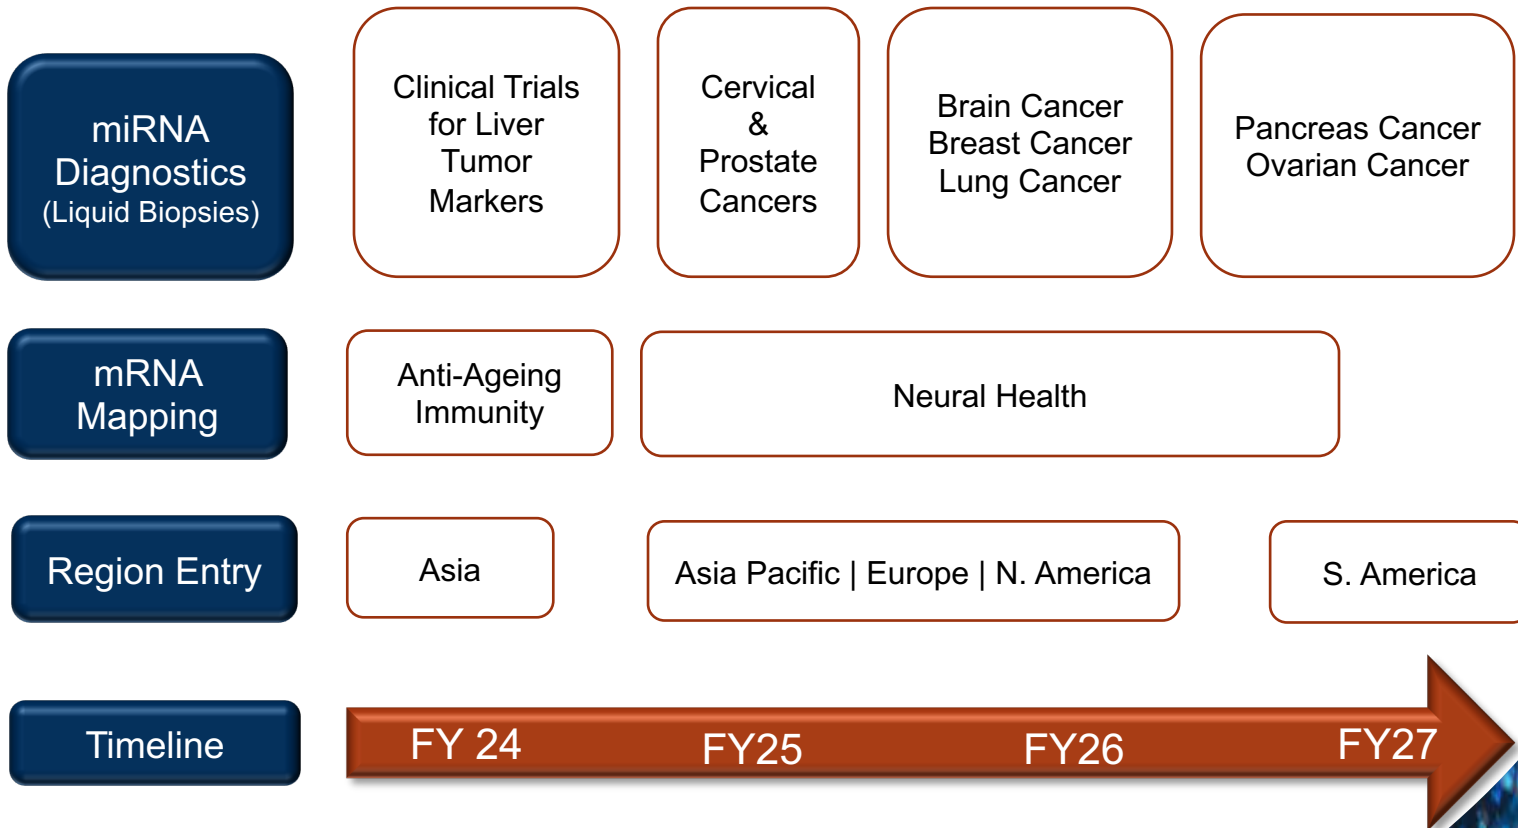 miRNA
Diagnostics
(Liquid Biopsies)
Clinical Trials
for Liver
Tumor
Markers
Cervical
&
Prostate
Cancers
Brain Cancer
Breast Cancer
Lung Cancer
Pancreas Cancer
Ovarian Cancer
mRNA
Mapping
Anti-Ageing
Immunity
Neural Health
Region Entry
Asia
Asia Pacific | Europe | N. America
S. America
Timeline
FY 24
FY25
FY26
FY27